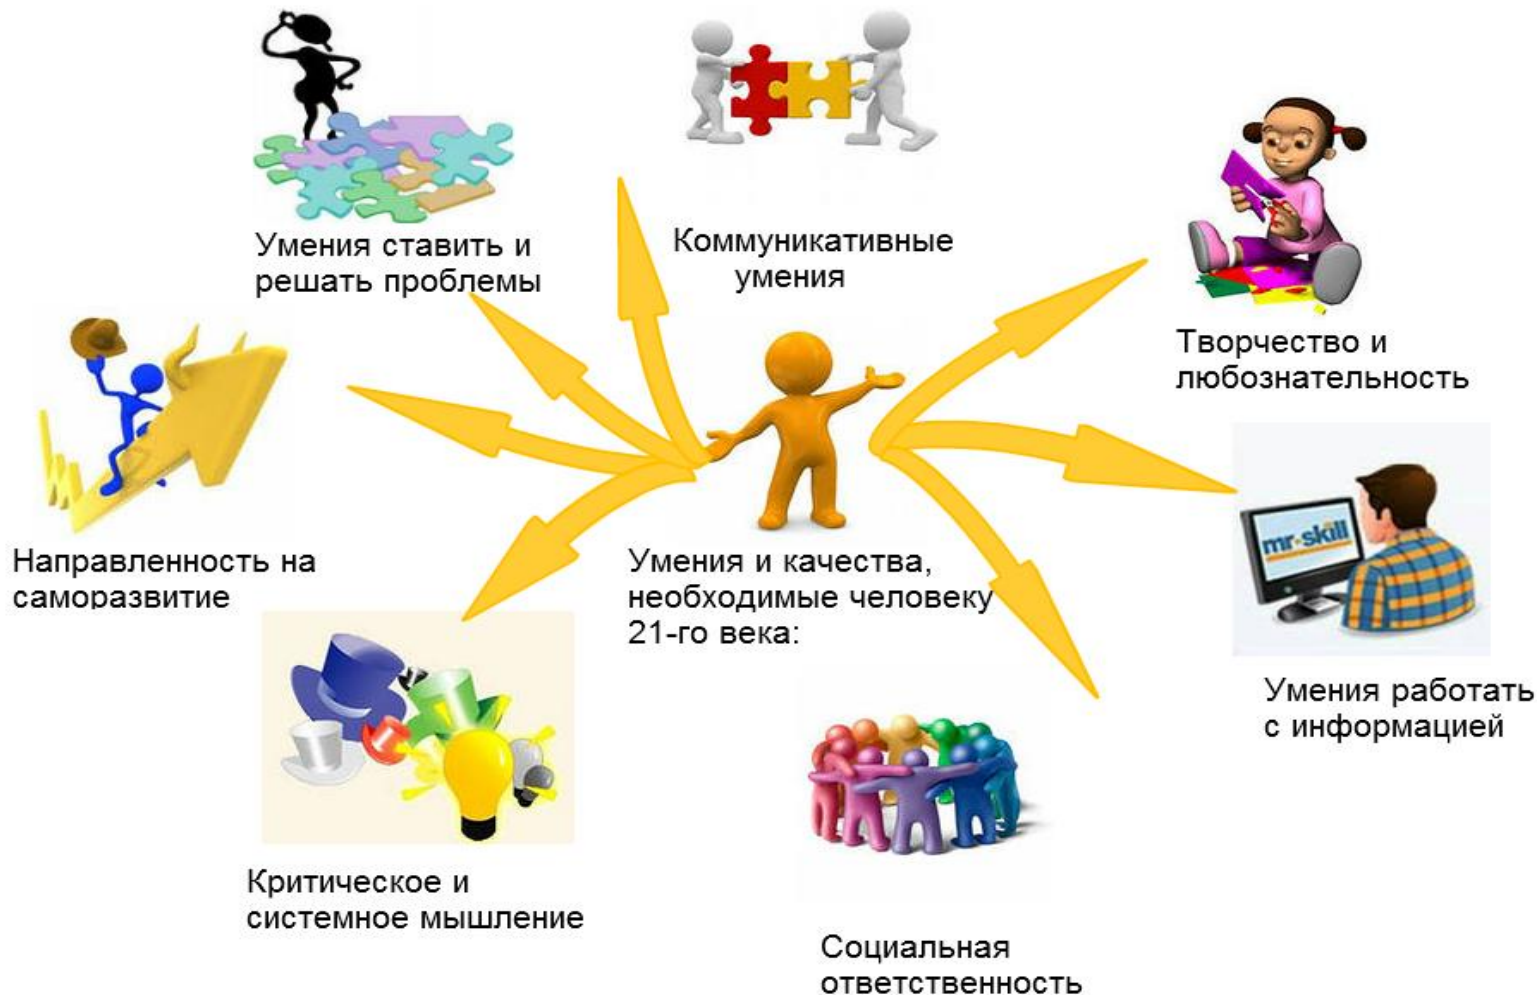 Умения ставить и
решать проблемы
Коммуникативные
умения
Творчество и
любознательность
Направленность на
саморазвитие
Умения и качества,
необходимые человеку
21-го века:
mr-skill
Умения работать
с информацией
Критическое и
системное мышление
Социальная
ответственность